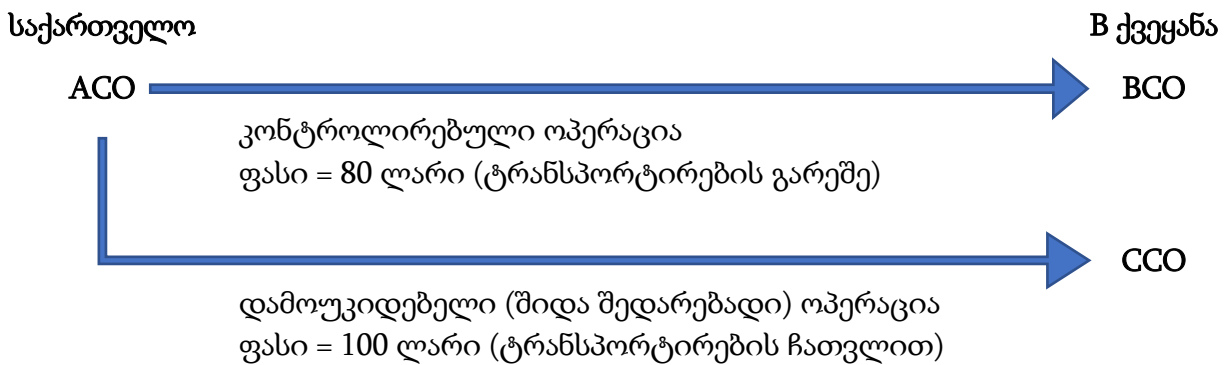 საქართველო
B ქვეყანა
ACO
BCO
კონტროლირებული ოპერაცია
ფასი = 80 ლარი (ტრანსპორტირების გარეშე)
CCO
დამოუკიდებელი (შიდა შედარებადი) ოპერაცია
ფასი = 100 ლარი (ტრანსპორტირების ჩათვლით)